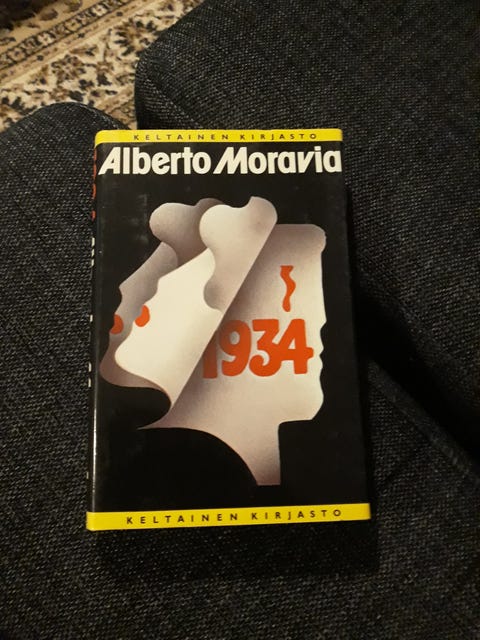 KELTAINEN KIRJASTO
Alberto Moravia
1934
KELTAINEN KIRJASTO